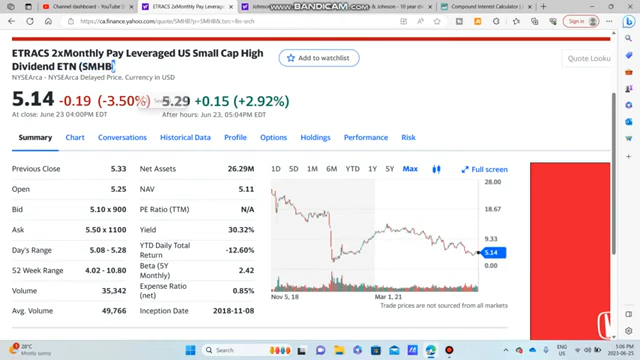 Channel dashboard - YouTube S
ETRACS 2xMonthly Pay Leverage
Johnson
& Johnson - 10 year d
Compound Interest Calculator |
www.BANDICAM.com
https://ca.finance.yahoo.com/quote/SMHB?p=SMHB&.tsrc=fin-srch
Sign in
ETRACS 2xMonthly Pay Leveraged US Small Cap High
Dividend ETN (SMHB)
NYSEArca - NYSEArca Delayed Price. Currency in USD
Add to watchlist
Quote Looku
5.14 -0.19 (-3.50%) 5.29 +0.15 (+2.92%)
At close: June 23 04:00PM EDT
After hours: Jun 23, 05:04PM EDT
Summary Chart Conversations Historical Data Profile Options Holdings Performance Risk
Previous Close 5.33
Open 5.25
Bid 5.10 x 900
Ask 5.50 x 1100
Day's Range 5.08 - 5.28
52 Week Range 4.02 - 10.80
Volume 35,342
Avg. Volume 49,766
Net Assets 26.29M
NAV 5.11
PE Ratio (TTM) N/A
Yield 30.32%
YTD Daily Total
Return -12.60%
Beta (5Y
Monthly) 2.42
Expense Ratio
(net) 0.85%
Inception Date 2018-11-08
1D 5D 1M 6M YTD 1Y 5Y Max
Full screen
28.00
18.67
9.33
5.14
0.00
Nov 5, 18
Mar 1, 21
Trade prices are not sourced from all markets
28°C
Mostly sunny
Search
ENG
US
5:06 PM
2023-06-25